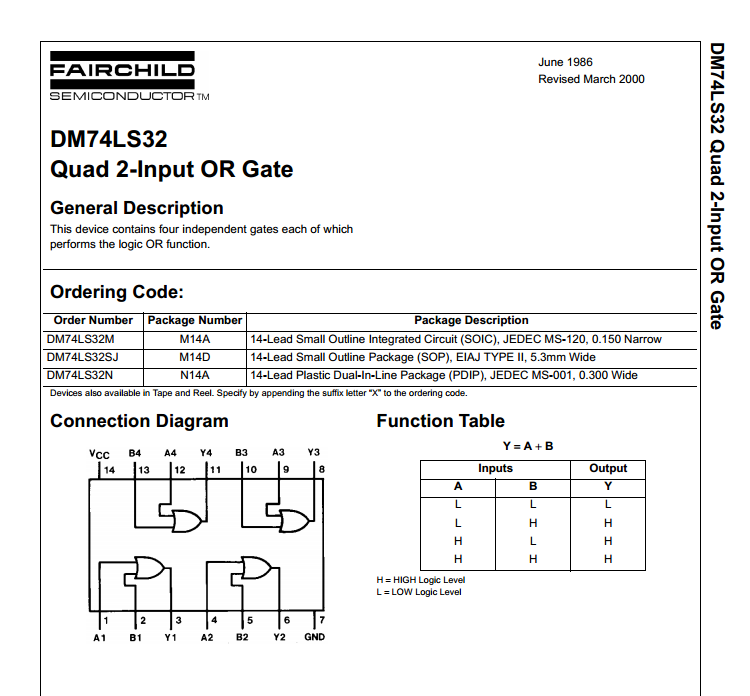 FAIRCHILD
SEMICONDUCTOR TM
June 1986
Revised March 2000
DM74LS32
Quad 2-Input OR Gate
General Description
This device contains four independent gates each of which
performs the logic OR function.
Ordering Code:
Order Number Package Number Package Description
DM74LS32M M14A 14-Lead Small Outline Integrated Circuit (SOIC), JEDEC MS-120, 0.150 Narrow
DM74LS32SJ M14D 14-Lead Small Outline Package (SOP), EIAJ TYPE II, 5.3mm Wide
DM74LS32N N14A 14-Lead Plastic Dual-In-Line Package (PDIP), JEDEC MS-001, 0.300 Wide
Devices also available in Tape and Reel. Specify by appending the suffix letter "X" to the ordering code.
Connection Diagram
VCC B4 A4 Y4 B3 A3 Y3
14 13 12 11 10 9 8
1 2 3 4 5 6 7
A1 B1 Y1 A2 B2 Y2 GND
Function Table
Y = A + B
Inputs Output
A B Y
L L L
L H H
H L H
H H H
H = HIGH Logic Level
L = LOW Logic Level
DM74LS32 Quad 2-Input OR Gate